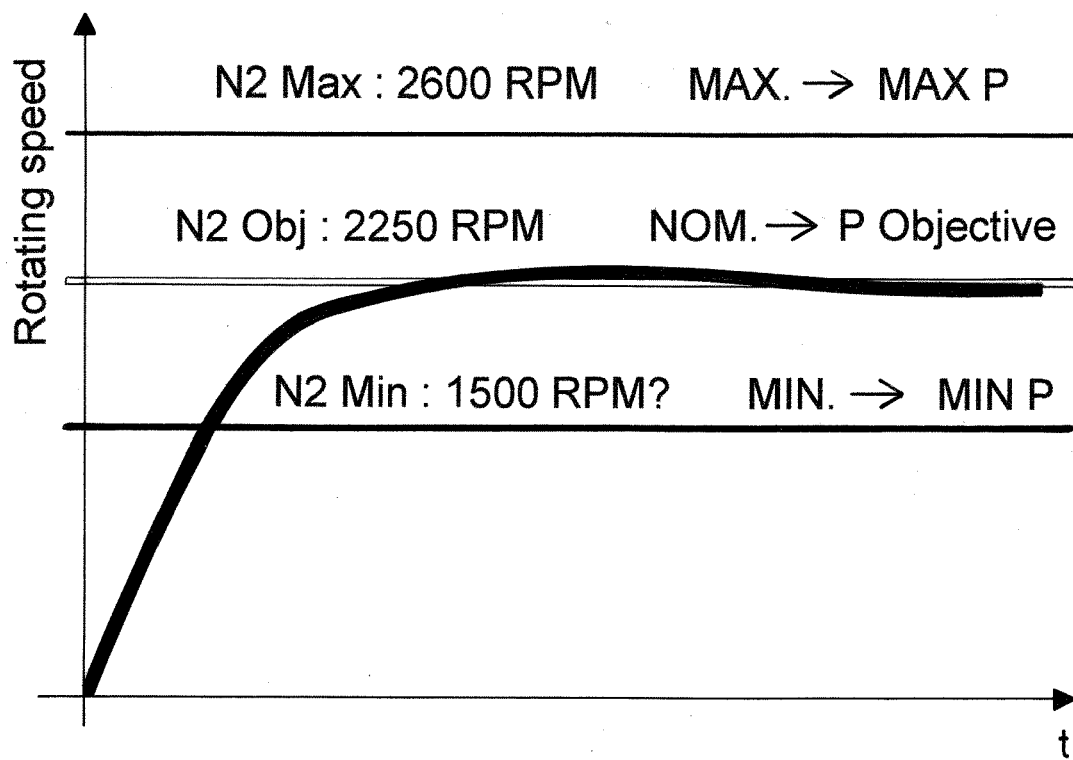 Rotating speed
N2 Max : 2600 RPM MAX. → MAX P
N2 Obj : 2250 RPM NOM. → P Objective
N2 Min : 1500 RPM? MIN. → MIN P
t